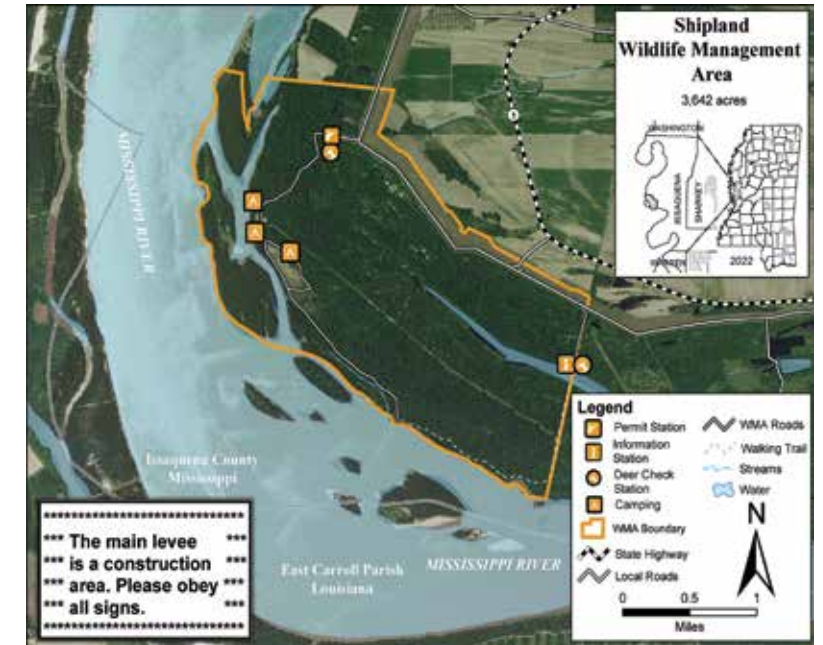 Shipland
Wildlife Management
Area
3,642 acres
WASHINGTON
ISSAQUENA
SHARKEY
2022
MISSISSIPPI RIVER
Issaquena County
Mississippi
East Carroll Parish
Louisiana
MISSISSIPPI RIVER
****************************
*** The main levee ***
*** is a construction ***
*** area. Please obey ***
*** all signs. ***
****************************
Legend
Permit Station
Information
Station
Deer Check
Station
Camping
WMA Boundary
State Highway
Local Roads
WMA Roads
Walking Trail
Streams
Water
N
0 0.5 1
Miles